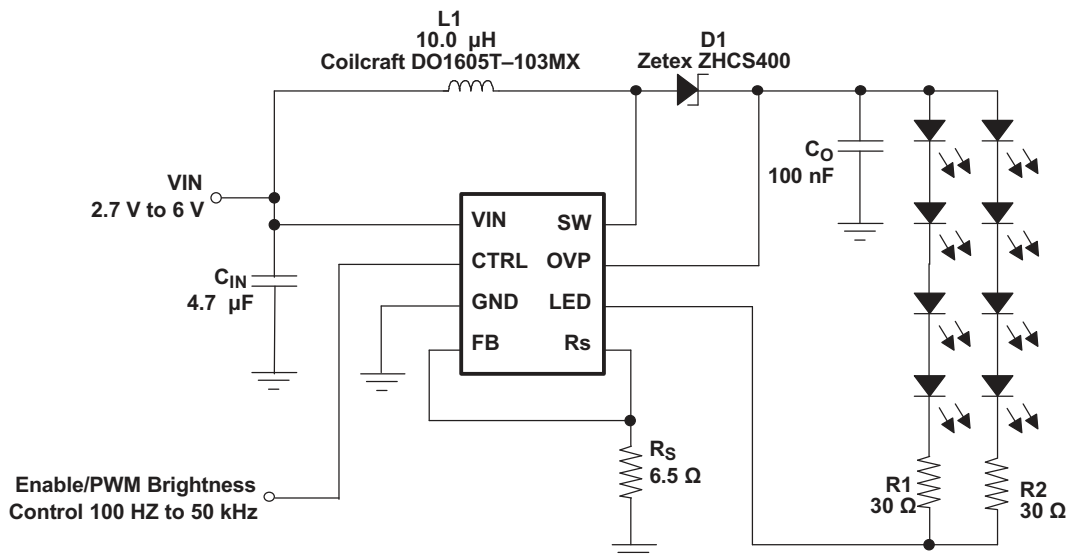 L1
10.0 µH
Coilcraft DO1605T–103MX
D1
Zetex ZHCS400
CO
100 nF
VIN
2.7 V to 6 V
CIN
4.7 µF
VIN
SW
CTRL
OVP
GND
LED
FB
Rs
RS
6.5 Ω
R1
30 Ω
R2
30 Ω
Enable/PWM Brightness
Control 100 HZ to 50 kHz